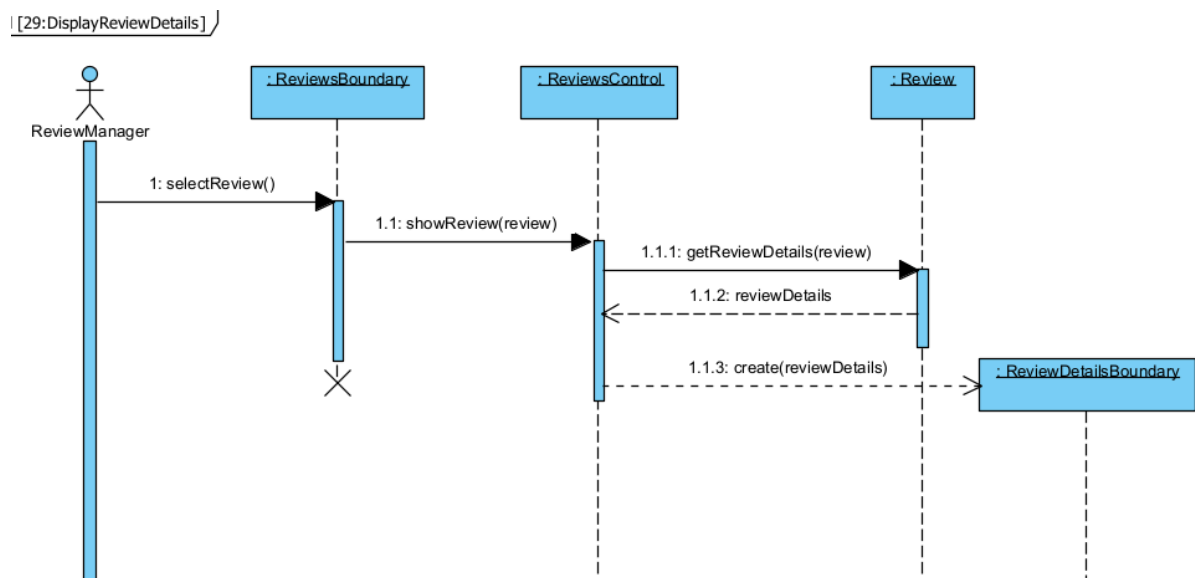 [29:DisplayReviewDetails]
: ReviewsBoundary
: ReviewsControl
: Review
ReviewManager
1: selectReview()
1.1: showReview(review)
1.1.1: getReviewDetails(review)
1.1.2: reviewDetails
1.1.3: create(reviewDetails)
: ReviewDetailsBoundary